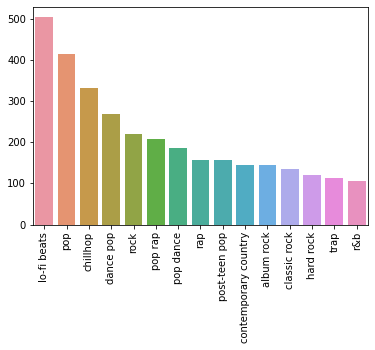 500
400
300
200
100
0
lo-fi beats
pop
chillhop
dance pop
rock
pop rap
pop dance
rap
post-teen pop
contemporary country
album rock
classic rock
hard rock
trap
r&b